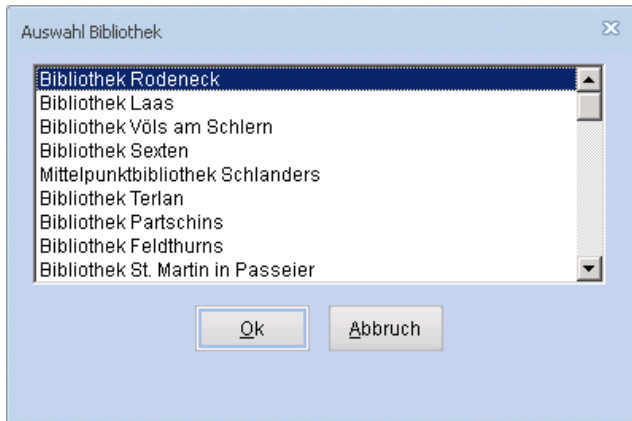 Auswahl Bibliothek
Bibliothek Rodeneck
Bibliothek Laas
Bibliothek Völs am Schlern
Bibliothek Sexten
Mittelpunktbibliothek Schlanders
Bibliothek Terlan
Bibliothek Partschins
Bibliothek Feldthurns
Bibliothek St. Martin in Passeier
Ok Abbruch